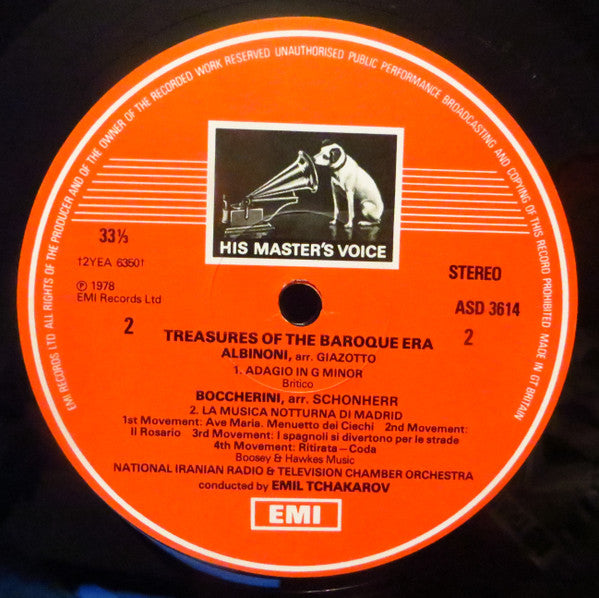 EMI RECORDS LTD ALL RIGHTS OF THE PRODUCER AND OF THE OWNER OF THE RECORDED WORK RESERVED UNAUTHORISED PUBLIC PERFORMANCE BROADCASTING AND COPYING OF THIS RECORD PROHIBITED MADE IN GT BRITAIN
HIS MASTER'S VOICE
33⅓
12YEA 63501
℗ 1978
EMI Records Ltd
STEREO
ASD 3614
2
2
TREASURES OF THE BAROQUE ERA
ALBINONI, arr. GIAZOTTO
1. ADAGIO IN G MINOR
Britico
BOCCHERINI, arr. SCHONHERR
2. LA MUSICA NOTTURNA DI MADRID
1st Movement: Ave Maria. Menuetto dei Ciechi 2nd Movement:
Il Rosario 3rd Movement: I spagnoli si divertono per le strade
4th Movement: Ritirata—Coda
Boosey & Hawkes Music
NATIONAL IRANIAN RADIO & TELEVISION CHAMBER ORCHESTRA
conducted by EMIL TCHAKAROV
EMI